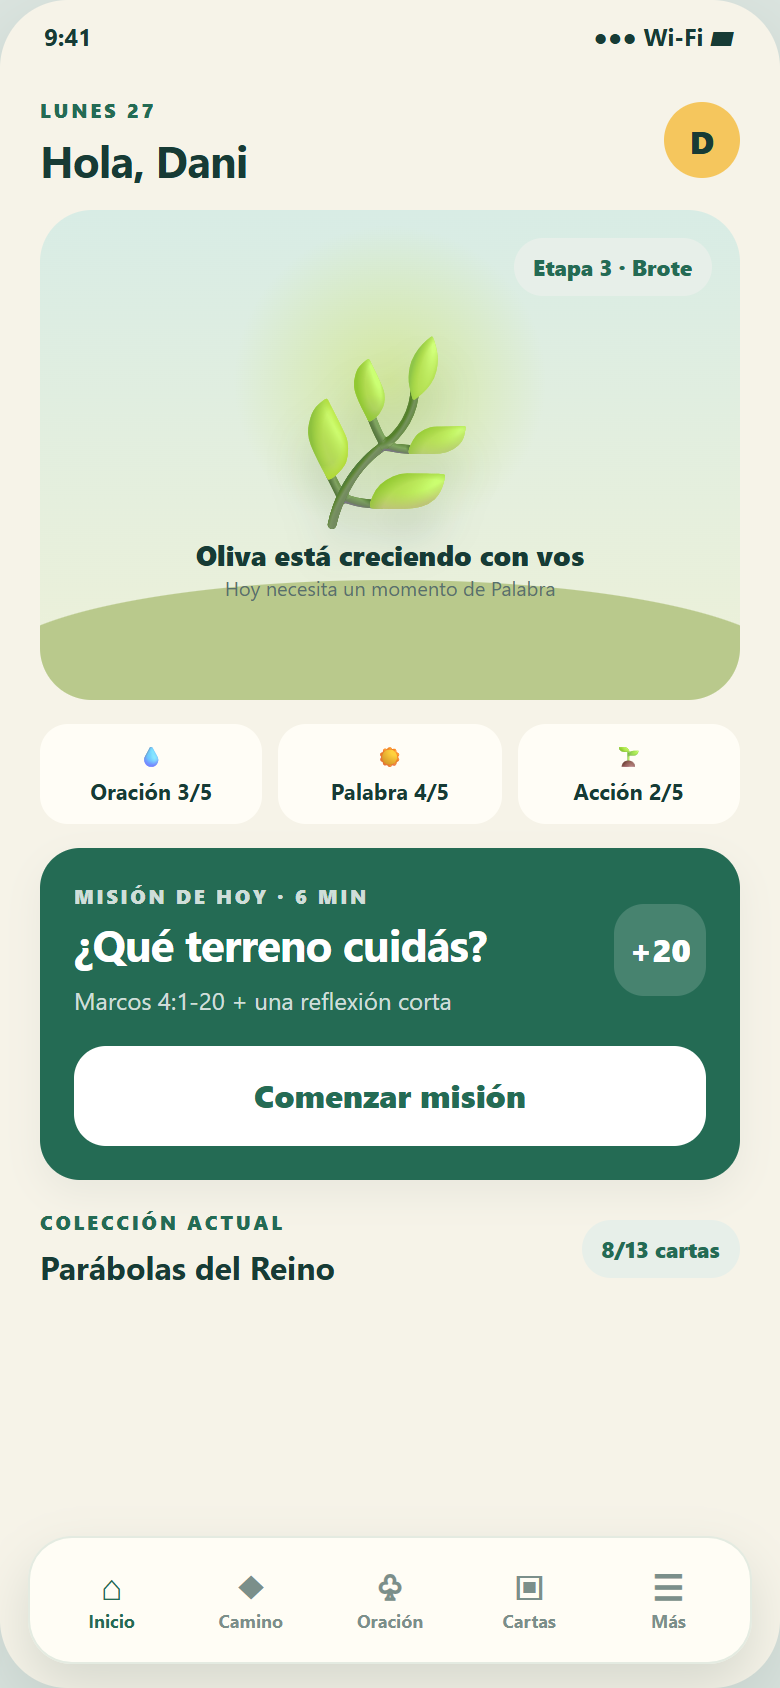 9:41
Wi-Fi
LUNES 27
Hola, Dani
D
Etapa 3 · Brote
Oliva está creciendo con vos
Hoy necesita un momento de Palabra
Oración 3/5
Palabra 4/5
Acción 2/5
MISIÓN DE HOY · 6 MIN
¿Qué terreno cuidás?
+20
Marcos 4:1-20 + una reflexión corta
Comenzar misión
COLECCIÓN ACTUAL
Parábolas del Reino
8/13 cartas
Inicio
Camino
Oración
Cartas
Más